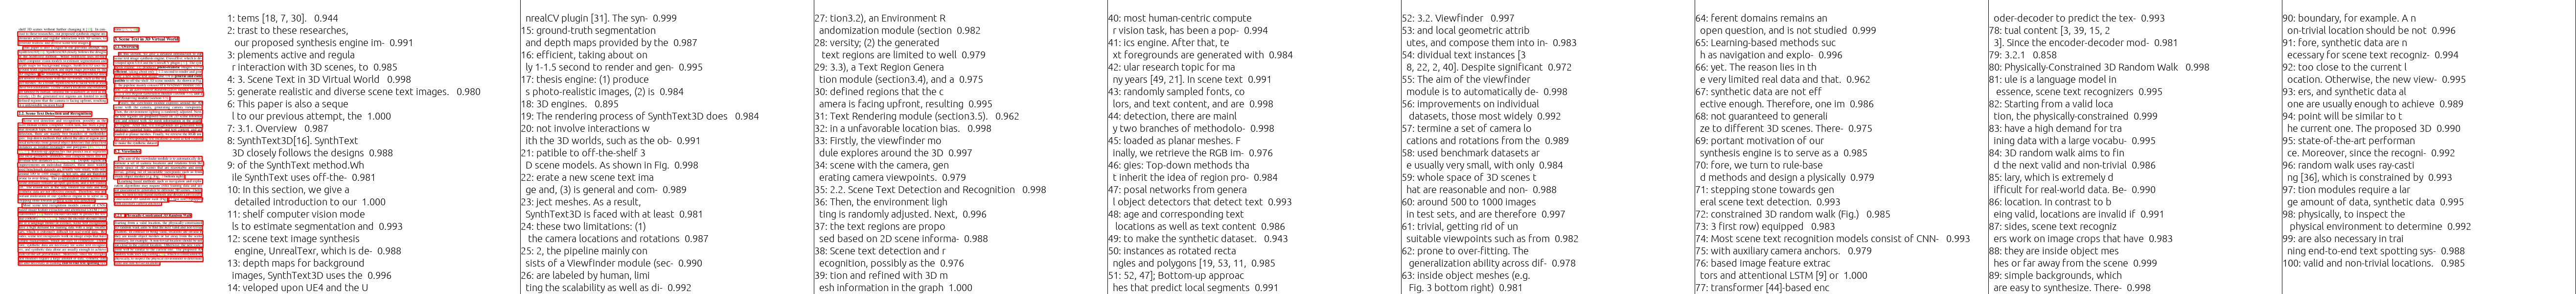 1: tems [18, 7, 30].   0.944
2: trast to these researches,
our proposed synthesis engine im-  0.991
3: plements active and regula
r interaction with 3D scenes, to  0.985
4: 3. Scene Text in 3D Virtual World   0.998
5: generate realistic and diverse scene text images.   0.980
6: This paper is also a seque
l to our previous attempt, the  1.000
7: 3.1. Overview   0.987
8: SynthText3D[16]. SynthText
3D closely follows the designs  0.988
9: of the SynthText method.Wh
ile SynthText uses off-the-  0.981
10: In this section, we give a
detailed introduction to our  1.000
11: shelf computer vision mode
ls to estimate segmentation and  0.993
12: scene text image synthesis
engine, UnrealTexr, which is de-  0.988
13: depth maps for background
images, SynthText3D uses the  0.996
14: veloped upon UE4 and the U
nrealCV plugin [31]. The syn-  0.999
15: ground-truth segmentation
and depth maps provided by the  0.987
16: efficient, taking about on
ly 1-1.5 second to render and gen-  0.995
17: thesis engine: (1) produce
s photo-realistic images, (2) is  0.984
18: 3D engines.   0.895
19: The rendering process of SynthText3D does   0.984
20: not involve interactions w
ith the 3D worlds, such as the ob-  0.991
21: patible to off-the-shelf 3
D scene models. As shown in Fig.  0.998
22: erate a new scene text ima
ge and, (3) is general and com-  0.989
23: ject meshes. As a result,
SynthText3D is faced with at least  0.981
24: these two limitations: (1)
the camera locations and rotations  0.987
25: 2, the pipeline mainly con
sists of a Viewfinder module (sec-  0.990
26: are labeled by human, limi
ting the scalability as well as di-  0.992
27: tion3.2), an Environment R
andomization module (section  0.982
28: versity; (2) the generated
text regions are limited to well  0.979
29: 3.3), a Text Region Genera
tion module (section3.4), and a  0.975
30: defined regions that the c
amera is facing upfront, resulting  0.995
31: Text Rendering module (section3.5).   0.962
32: in a unfavorable location bias.   0.998
33: Firstly, the viewfinder mo
dule explores around the 3D  0.997
34: scene with the camera, gen
erating camera viewpoints.  0.979
35: 2.2. Scene Text Detection and Recognition   0.998
36: Then, the environment ligh
ting is randomly adjusted. Next,  0.996
37: the text regions are propo
sed based on 2D scene informa-  0.988
38: Scene text detection and r
ecognition, possibly as the  0.976
39: tion and refined with 3D m
esh information in the graph  1.000
40: most human-centric compute
r vision task, has been a pop-  0.994
41: ics engine. After that, te
xt foregrounds are generated with  0.984
42: ular research topic for ma
ny years [49, 21]. In scene text  0.991
43: randomly sampled fonts, co
lors, and text content, and are  0.998
44: detection, there are mainl
y two branches of methodolo-  0.998
45: loaded as planar meshes. F
inally, we retrieve the RGB im-  0.976
46: gies: Top-down methods tha
t inherit the idea of region pro-  0.984
47: posal networks from genera
l object detectors that detect text  0.993
48: age and corresponding text
locations as well as text content  0.986
49: to make the synthetic dataset.   0.943
50: instances as rotated recta
ngles and polygons [19, 53, 11,  0.985
51: 52, 47]; Bottom-up approac
hes that predict local segments  0.991
52: 3.2. Viewfinder   0.997
53: and local geometric attrib
utes, and compose them into in-  0.983
54: dividual text instances [3
8, 22, 2, 40]. Despite significant  0.972
55: The aim of the viewfinder
module is to automatically de-  0.998
56: improvements on individual
datasets, those most widely  0.992
57: termine a set of camera lo
cations and rotations from the  0.989
58: used benchmark datasets ar
e usually very small, with only  0.984
59: whole space of 3D scenes t
hat are reasonable and non-  0.988
60: around 500 to 1000 images
in test sets, and are therefore  0.997
61: trivial, getting rid of un
suitable viewpoints such as from  0.982
62: prone to over-fitting. The
generalization ability across dif-  0.978
63: inside object meshes (e.g.
Fig. 3 bottom right)  0.981
64: ferent domains remains an
open question, and is not studied  0.999
65: Learning-based methods suc
h as navigation and explo-  0.996
66: yet. The reason lies in th
e very limited real data and that.  0.962
67: synthetic data are not eff
ective enough. Therefore, one im  0.986
68: not guaranteed to generali
ze to different 3D scenes. There-  0.975
69: portant motivation of our
synthesis engine is to serve as a  0.985
70: fore, we turn to rule-base
d methods and design a physically  0.979
71: stepping stone towards gen
eral scene text detection.  0.993
72: constrained 3D random walk (Fig.)   0.985
73: 3 first row) equipped   0.983
74: Most scene text recognition models consist of CNN-   0.993
75: with auxiliary camera anchors.   0.979
76: based image feature extrac
tors and attentional LSTM [9] or  1.000
77: transformer [44]-based enc
oder-decoder to predict the tex-  0.993
78: tual content [3, 39, 15, 2
3]. Since the encoder-decoder mod-  0.981
79: 3.2.1   0.858
80: Physically-Constrained 3D Random Walk   0.998
81: ule is a language model in
essence, scene text recognizers  0.995
82: Starting from a valid loca
tion, the physically-constrained  0.993
83: have a high demand for tra
ining data with a large vocabu-  0.995
84: 3D random walk aims to fin
d the next valid and non-trivial  0.986
85: lary, which is extremely d
ifficult for real-world data. Be-  0.990
86: location. In contrast to b
eing valid, locations are invalid if  0.991
87: sides, scene text recogniz
ers work on image crops that have  0.983
88: they are inside object mes
hes or far away from the scene  0.999
89: simple backgrounds, which
are easy to synthesize. There-  0.998
90: boundary, for example. A n
on-trivial location should be not  0.996
91: fore, synthetic data are n
ecessary for scene text recogniz-  0.994
92: too close to the current l
ocation. Otherwise, the new view-  0.995
93: ers, and synthetic data al
one are usually enough to achieve  0.989
94: point will be similar to t
he current one. The proposed 3D  0.990
95: state-of-the-art performan
ce. Moreover, since the recogni-  0.992
96: random walk uses ray-casti
ng [36], which is constrained by  0.993
97: tion modules require a lar
ge amount of data, synthetic data  0.995
98: physically, to inspect the
physical environment to determine  0.992
99: are also necessary in trai
ning end-to-end text spotting sys-  0.988
100: valid and non-trivial locations.   0.985